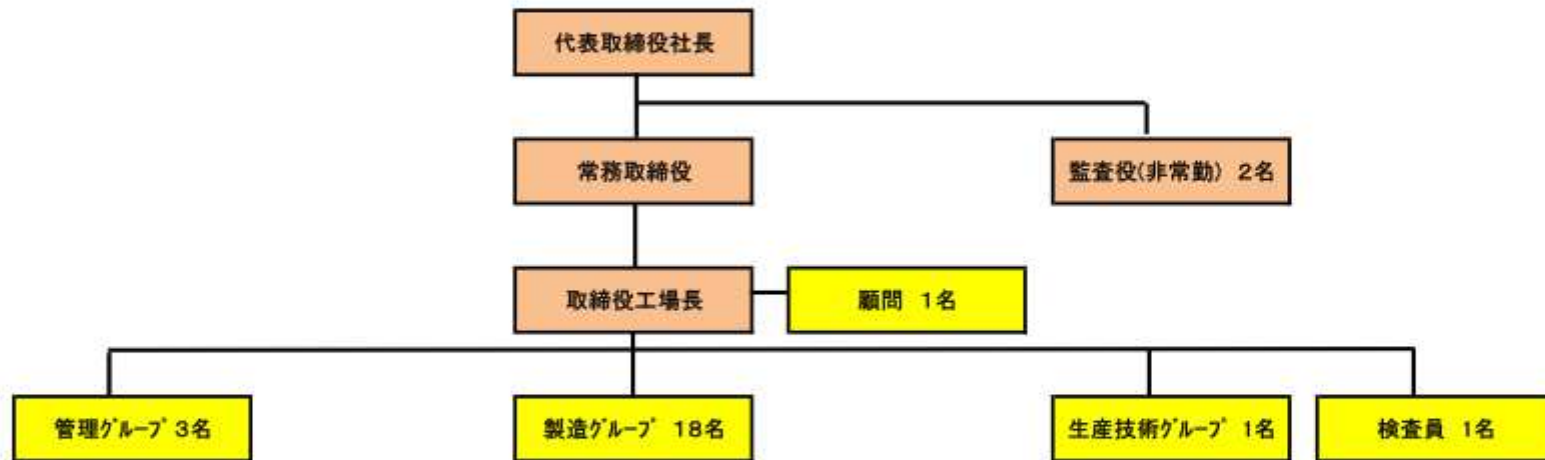 代表取締役社長
常務取締役
監査役(非常勤) 2名
取締役工場長
顧問 1名
管理ｸﾞﾙｰﾌﾟ 3名
製造ｸﾞﾙｰﾌﾟ 18名
生産技術ｸﾞﾙｰﾌﾟ 1名
検査員 1名